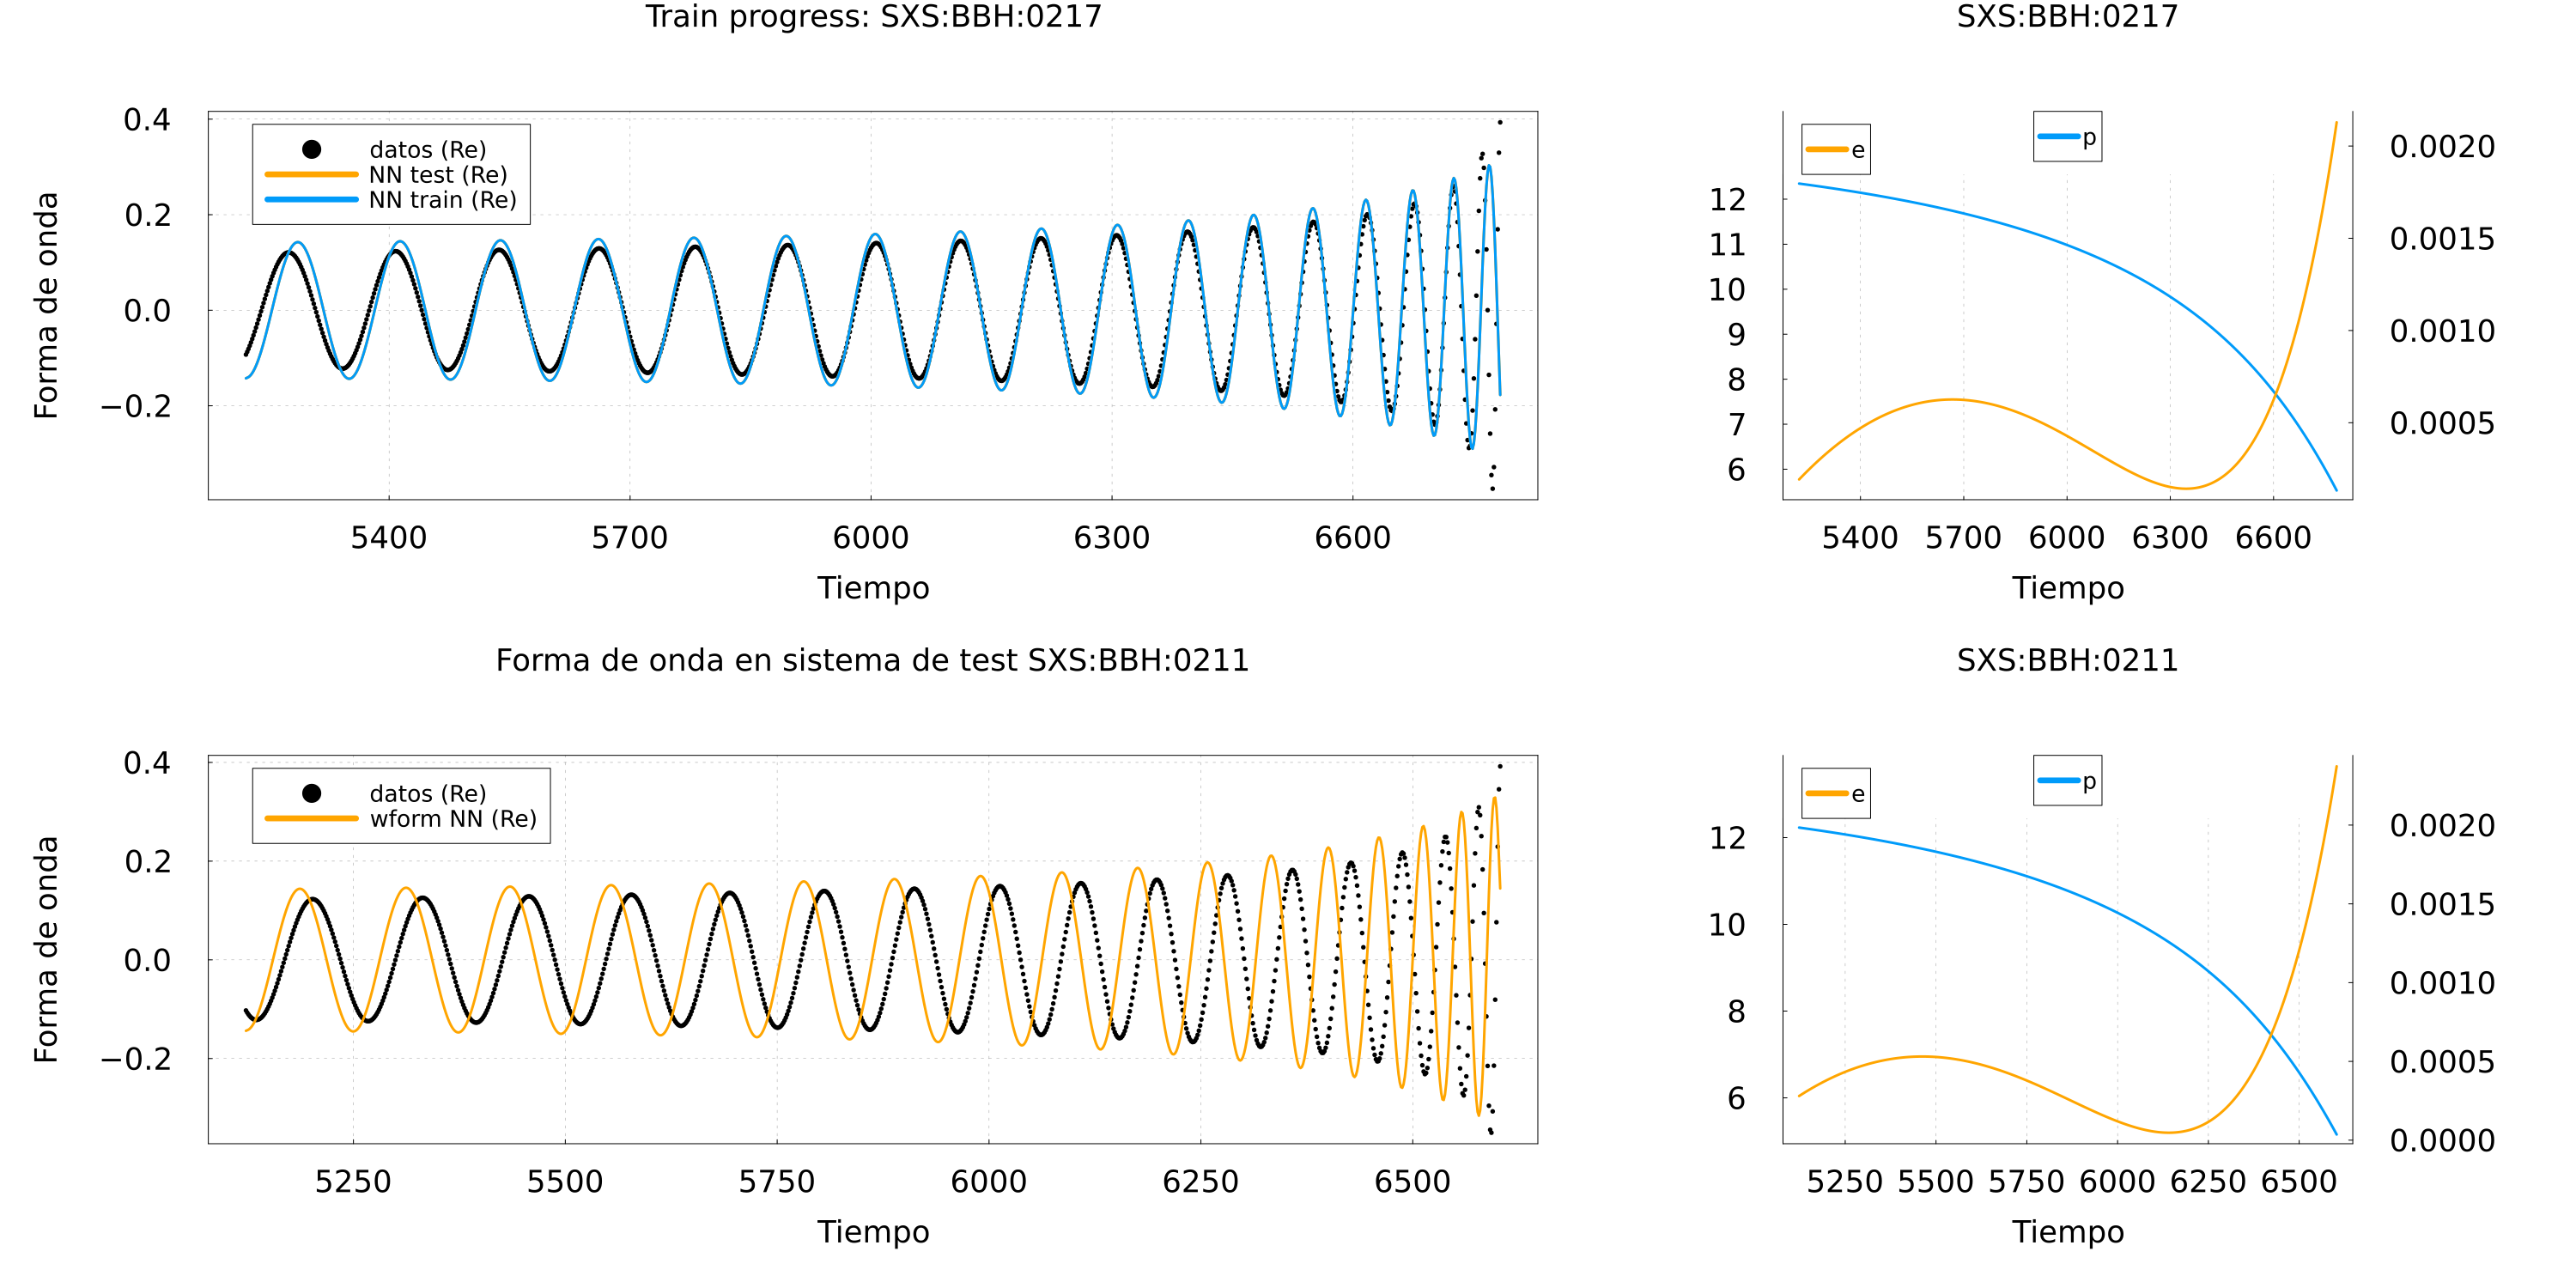 Train progress: SXS:BBH:0217
Forma de onda
0.4
0.2
0.0
−0.2
datos (Re)
NN test (Re)
NN train (Re)
5400 5700 6000 6300 6600
Tiempo
SXS:BBH:0217
e
p
12
11
10
9
8
7
6
0.0020
0.0015
0.0010
0.0005
5400 5700 6000 6300 6600
Tiempo
Forma de onda en sistema de test SXS:BBH:0211
Forma de onda
0.4
0.2
0.0
−0.2
datos (Re)
wform NN (Re)
5250 5500 5750 6000 6250 6500
Tiempo
SXS:BBH:0211
e
p
12
10
8
6
0.0020
0.0015
0.0010
0.0005
0.0000
5250 5500 5750 6000 6250 6500
Tiempo